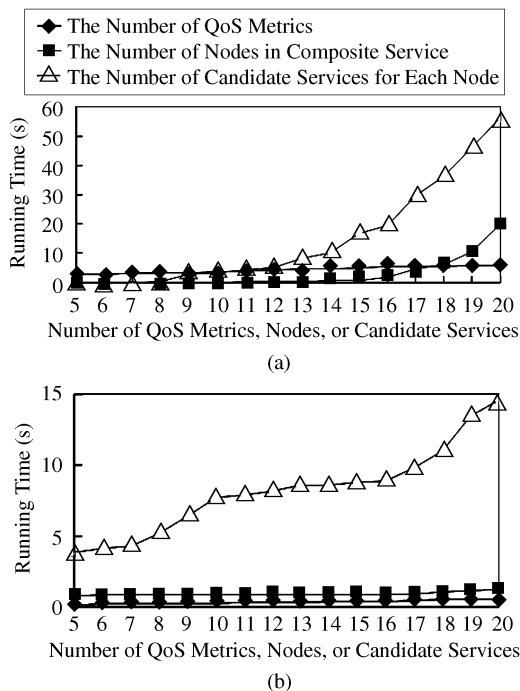 The Number of QoS Metrics
The Number of Nodes in Composite Service
The Number of Candidate Services for Each Node
60
50
40
30
20
10
0
Running Time (s)
5 6 7 8 9 10 11 12 13 14 15 16 17 18 19 20
Number of QoS Metrics, Nodes, or Candidate Services
(a)
15
10
5
0
Running Time (s)
5 6 7 8 9 10 11 12 13 14 15 16 17 18 19 20
Number of QoS Metrics, Nodes, or Candidate Services
(b)